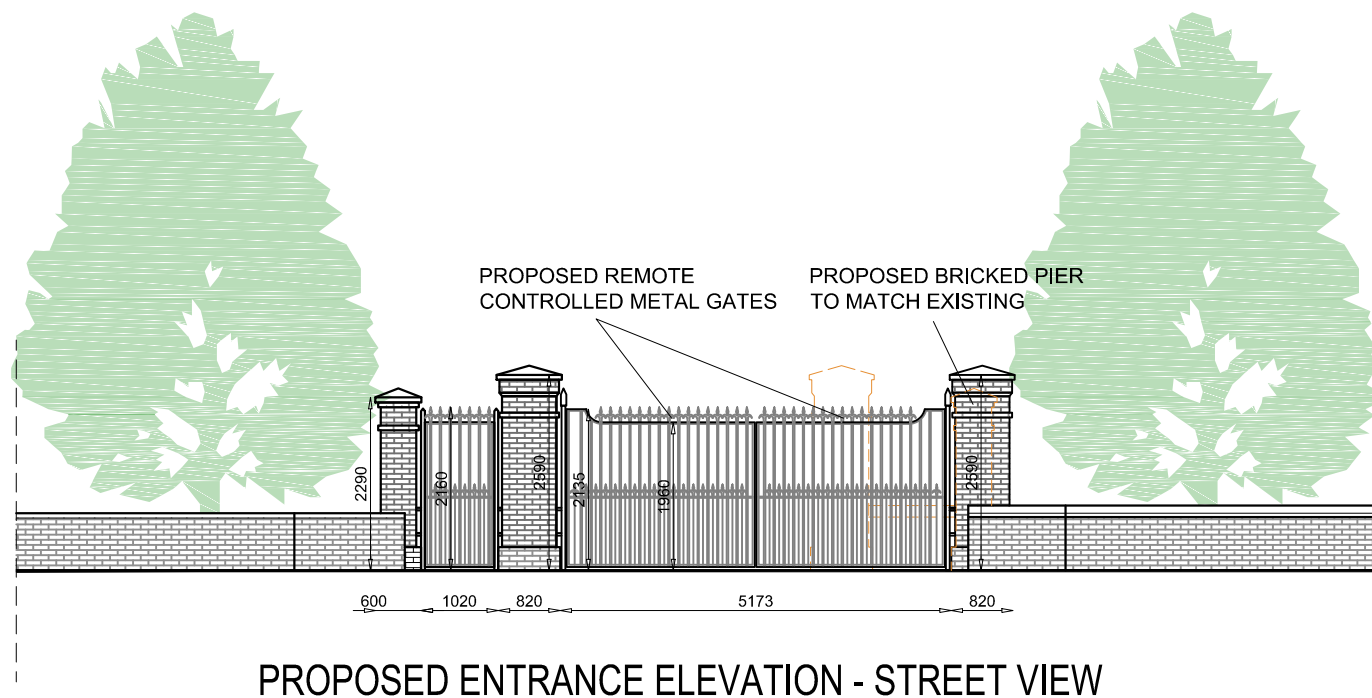 PROPOSED REMOTE
CONTROLLED METAL GATES
PROPOSED BRICKED PIER
TO MATCH EXISTING
2290
2160
2590
2135
1960
2590
600
1020
820
5173
820
PROPOSED ENTRANCE ELEVATION - STREET VIEW